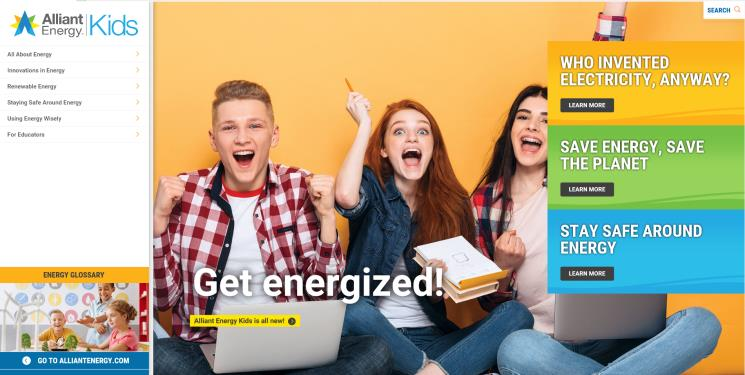 Alliant
Energy.
Kids
All About Energy
Innovations in Energy
Renewable Energy
Staying Safe Around Energy
Using Energy Wisely
For Educators
ENERGY GLOSSARY
GO TO ALLIANTENERGY.COM
Get energized!
Alliant Energy Kids is all new!
SEARCH
WHO INVENTED
ELECTRICITY, ANYWAY?
LEARN MORE
SAVE ENERGY, SAVE
THE PLANET
LEARN MORE
STAY SAFE AROUND
ENERGY
LEARN MORE